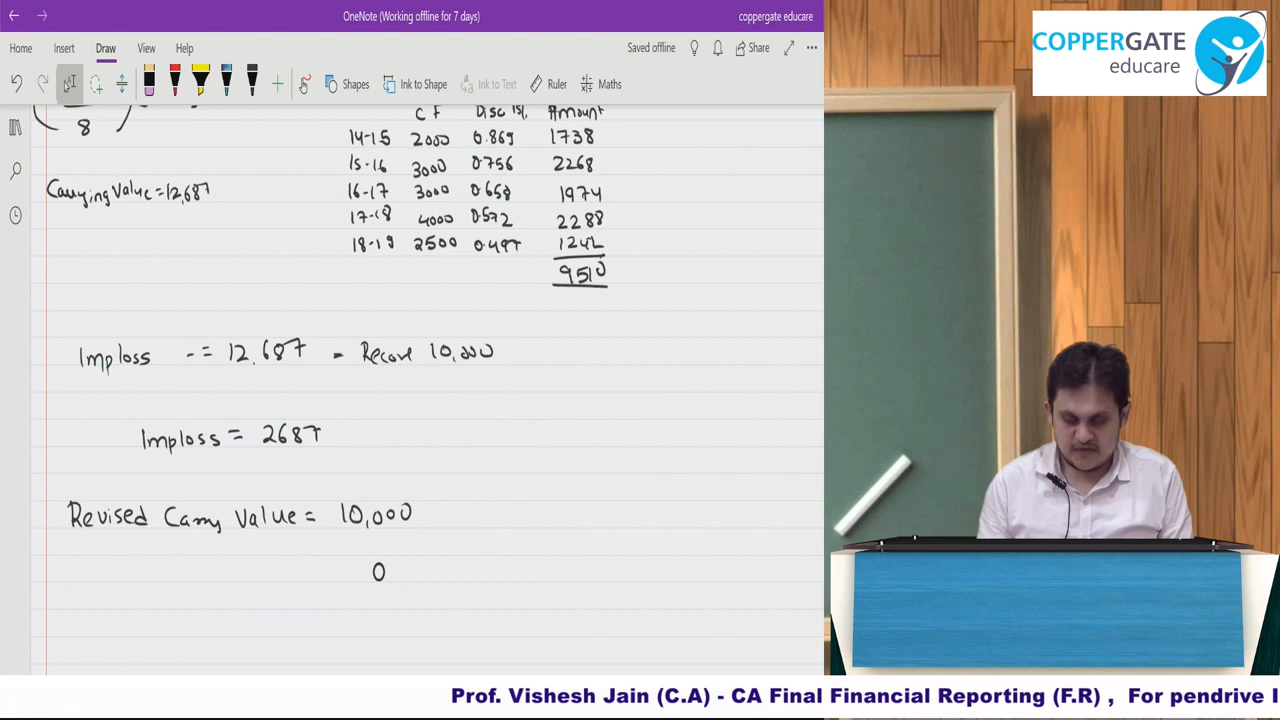 OneNote (Working offline for 7 days)
coppergate educare
Home Insert Draw View Help
Saved offline Share
Shapes Ink to Shape Ink to Text Ruler Maths
COPPERGATE
educare
8
CF Disc 15%. Amount
14-15 2000 0.869 1738
15-16 3000 0.756 2268
16-17 3000 0.658 1974
17-18 4000 0.572 2288
18-19 2500 0.497 1242
9510
Carrying Value = 12,687
Imp loss = 12,687 - Recove 10,000
Imp loss = 2687
Revised Carry Value = 10,000
0
Prof. Vishesh Jain (C.A) - CA Final Financial Reporting (F.R) , For pendrive